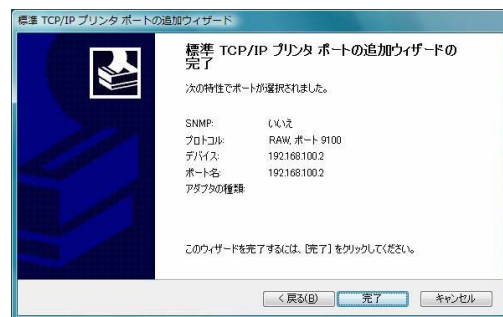 標準 TCP/IP プリンタ ポートの追加ウィザード
標準 TCP/IP プリンタ ポートの追加ウィザードの
完了
次の特性でポートが選択されました。
SNMP: いいえ
プロトコル: RAW, ポート 9100
デバイス: 192.168.100.2
ポート名: 192.168.100.2
アダプタの種類:
このウィザードを完了するには、[完了] をクリックしてください。
< 戻る(B) 完了 キャンセル